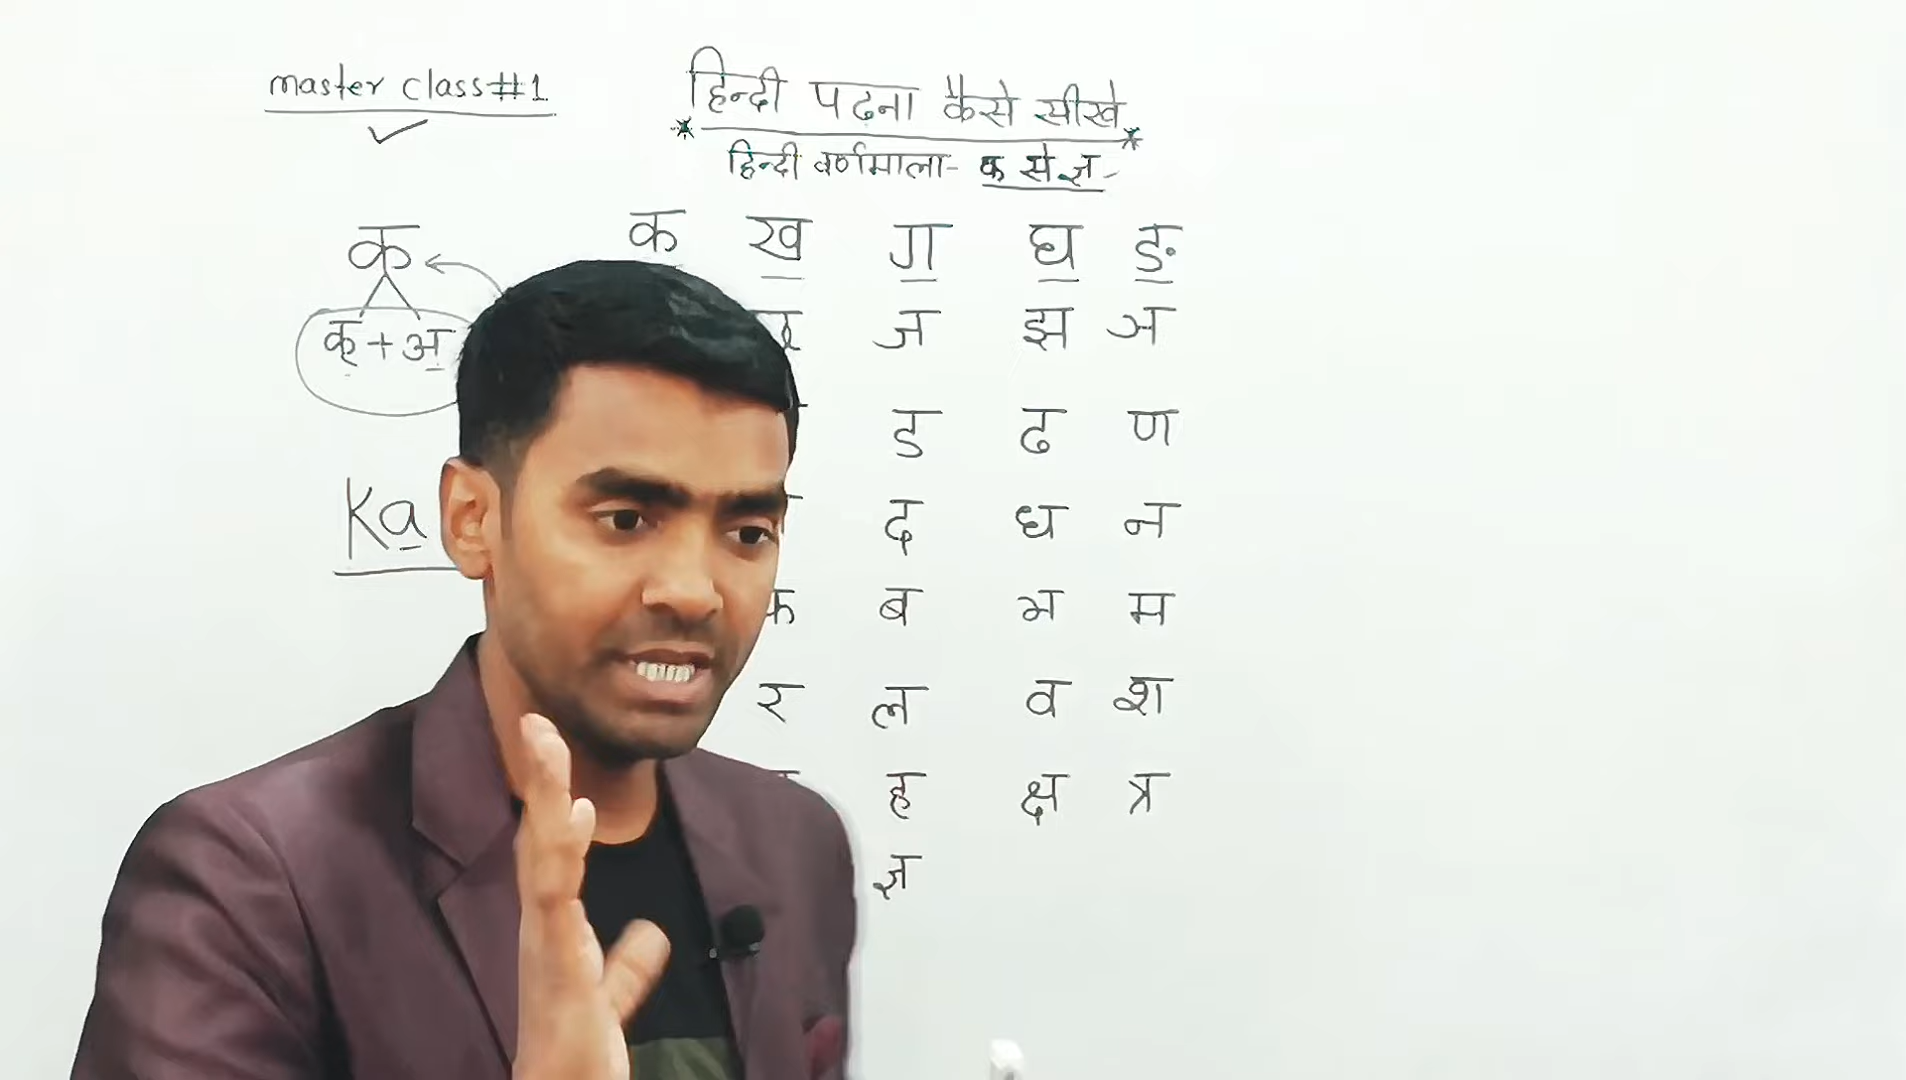 master class#1
हिन्दी पढना कैसे सीखे
हिन्दी वर्णमाला- क से ज्ञ-
क
क् + अ
Ka
क ख ग घ ङ
ज झ ञ
ड ढ ण
द ध न
फ ब भ म
र ल व श
ह क्ष त्र
ज्ञ